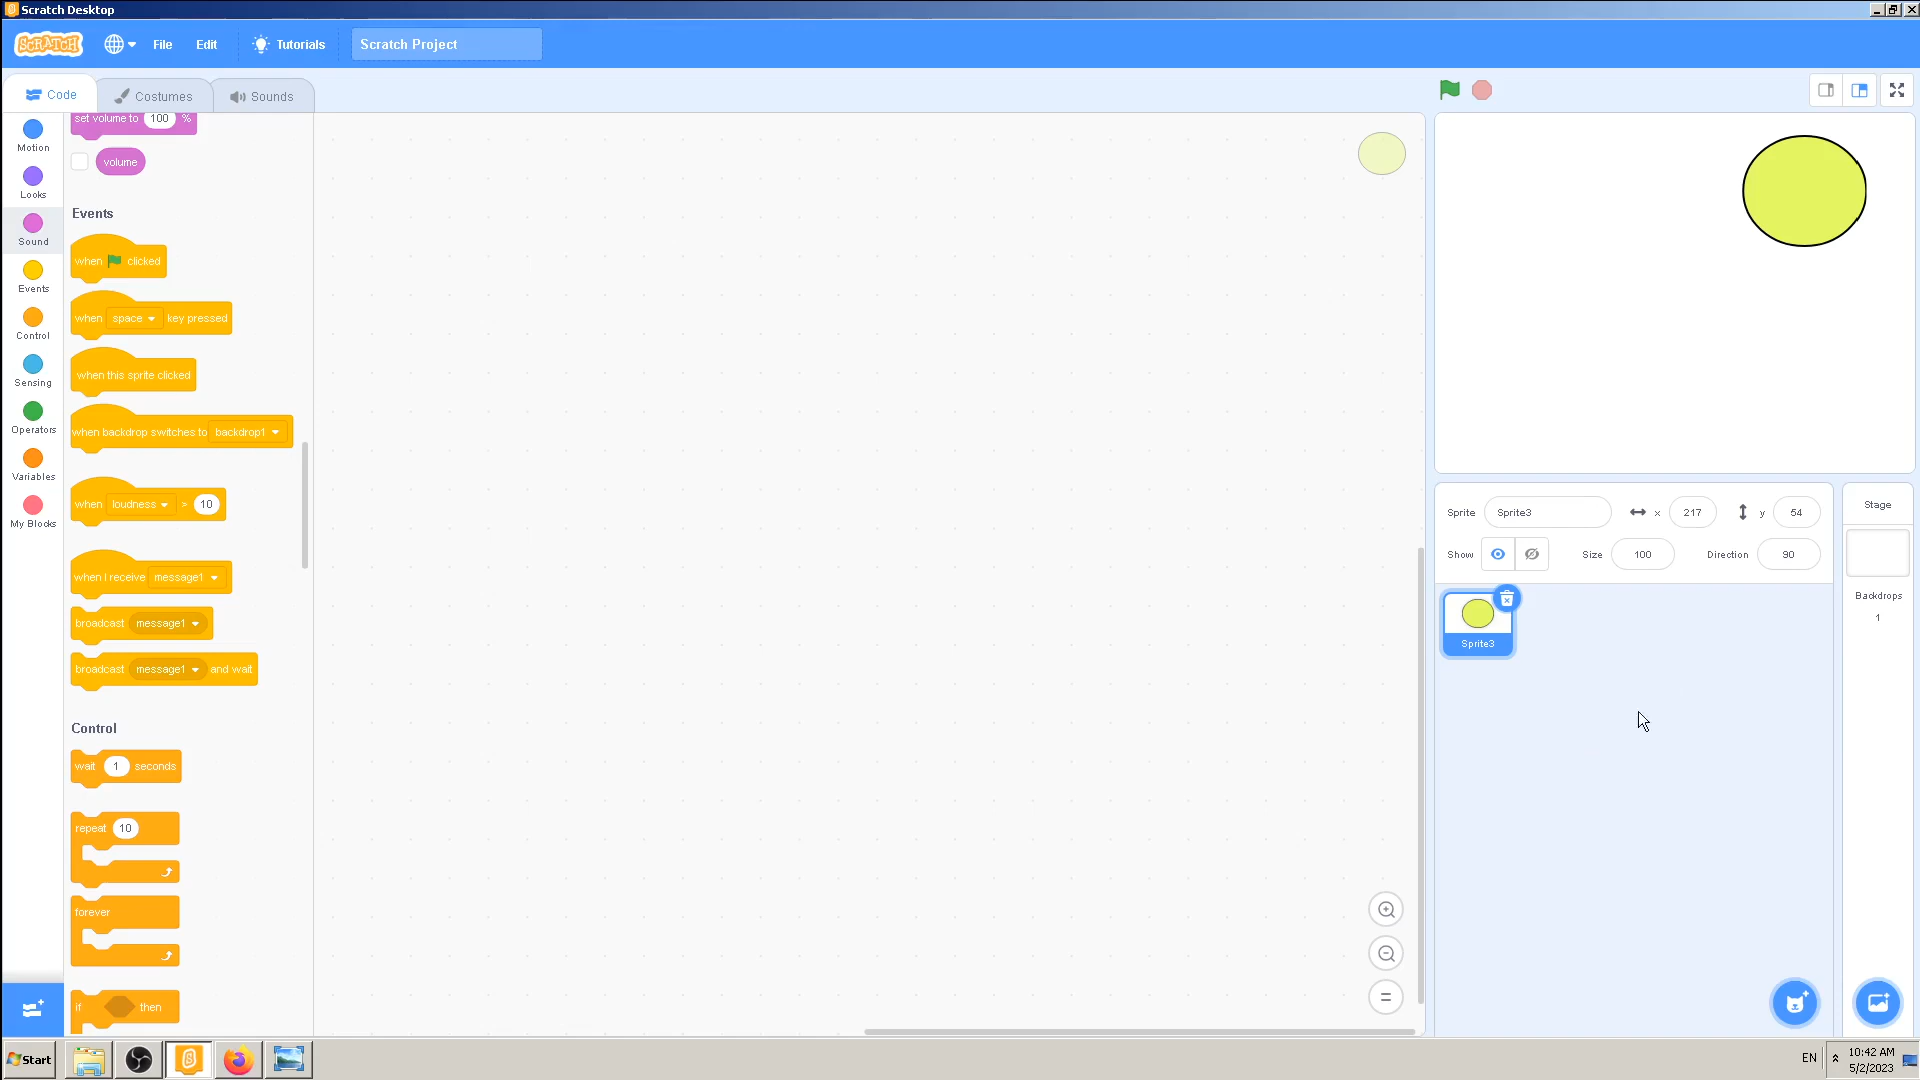 Scratch Desktop
SCRATCH
File
Edit
Tutorials
Scratch Project
Code
Costumes
Sounds
Motion
Looks
Sound
Events
Control
Sensing
Operators
Variables
My Blocks
set volume to 100 %
volume
Events
when clicked
when space key pressed
when this sprite clicked
when backdrop switches to backdrop1
when loudness > 10
when I receive message1
broadcast message1
broadcast message1 and wait
Control
wait 1 seconds
repeat 10
forever
if then
Sprite Sprite3 x 217 y 54
Show Size 100 Direction 90
Sprite3
Stage
Backdrops
1
Start
EN
10:42 AM
5/2/2023